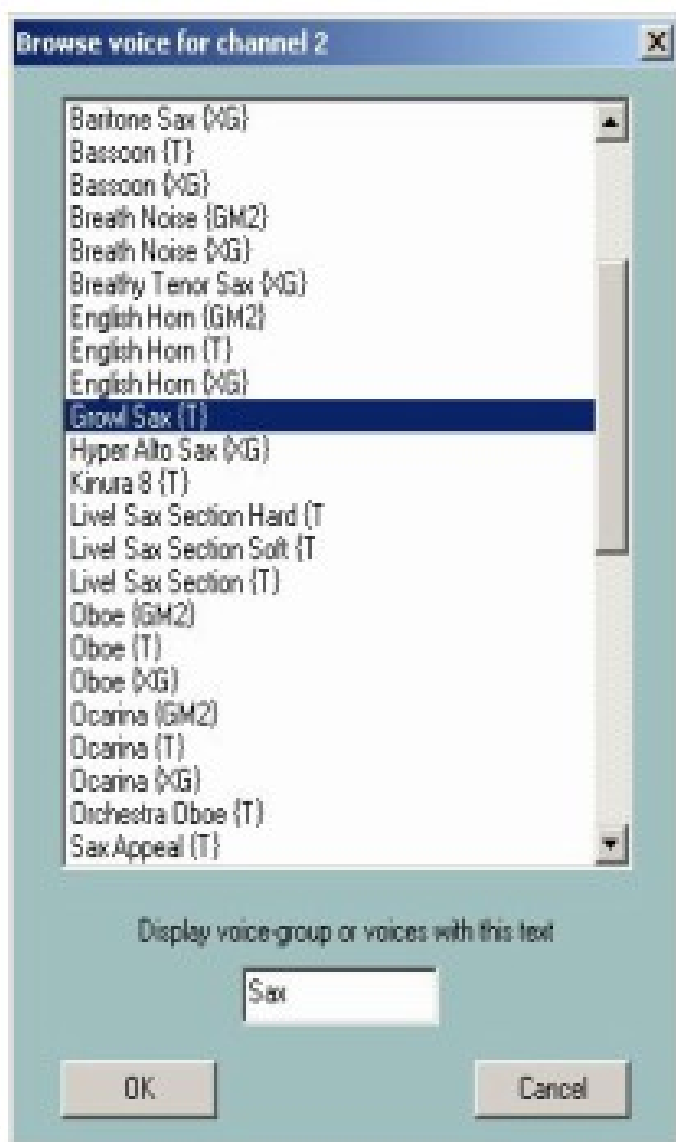 Browse voice for channel 2
Baritone Sax {XG}
Bassoon {T}
Bassoon {XG}
Breath Noise {GM2}
Breath Noise {XG}
Breathy Tenor Sax {XG}
English Horn {GM2}
English Horn {T}
English Horn {XG}
Growl Sax {T}
Hyper Alto Sax {XG}
Kinura 8 {T}
Live! Sax Section Hard {T
Live! Sax Section Soft {T
Live! Sax Section {T}
Oboe {GM2}
Oboe {T}
Oboe {XG}
Ocarina {GM2}
Ocarina {T}
Ocarina {XG}
Orchestra Oboe {T}
Sax Appeal {T}
Display voice-group or voices with this text
Sax
OK
Cancel